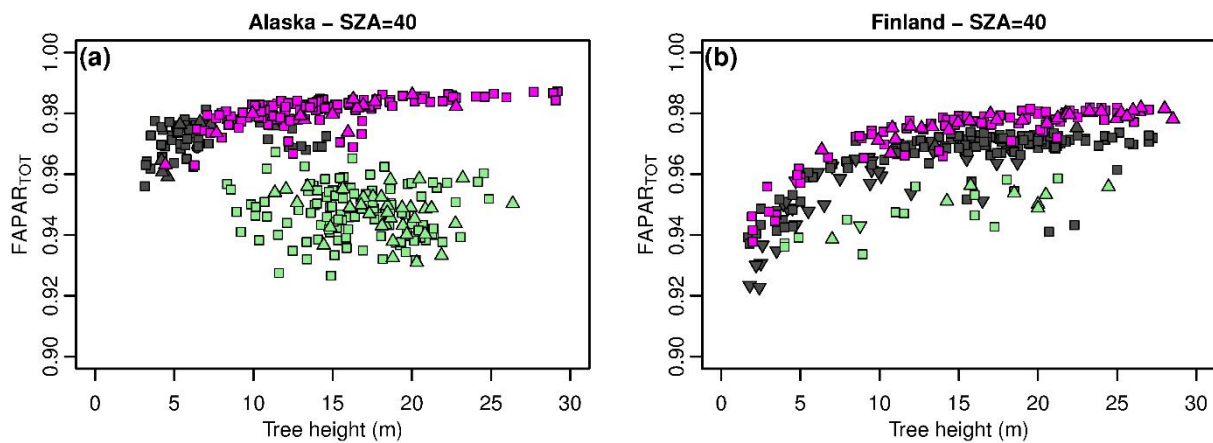 Alaska − SZA=40
(a)
FAPAR_TOT
1.00
0.98
0.96
0.94
0.92
0.90
0 5 10 15 20 25 30
Tree height (m)
Finland − SZA=40
(b)
FAPAR_TOT
1.00
0.98
0.96
0.94
0.92
0.90
0 5 10 15 20 25 30
Tree height (m)